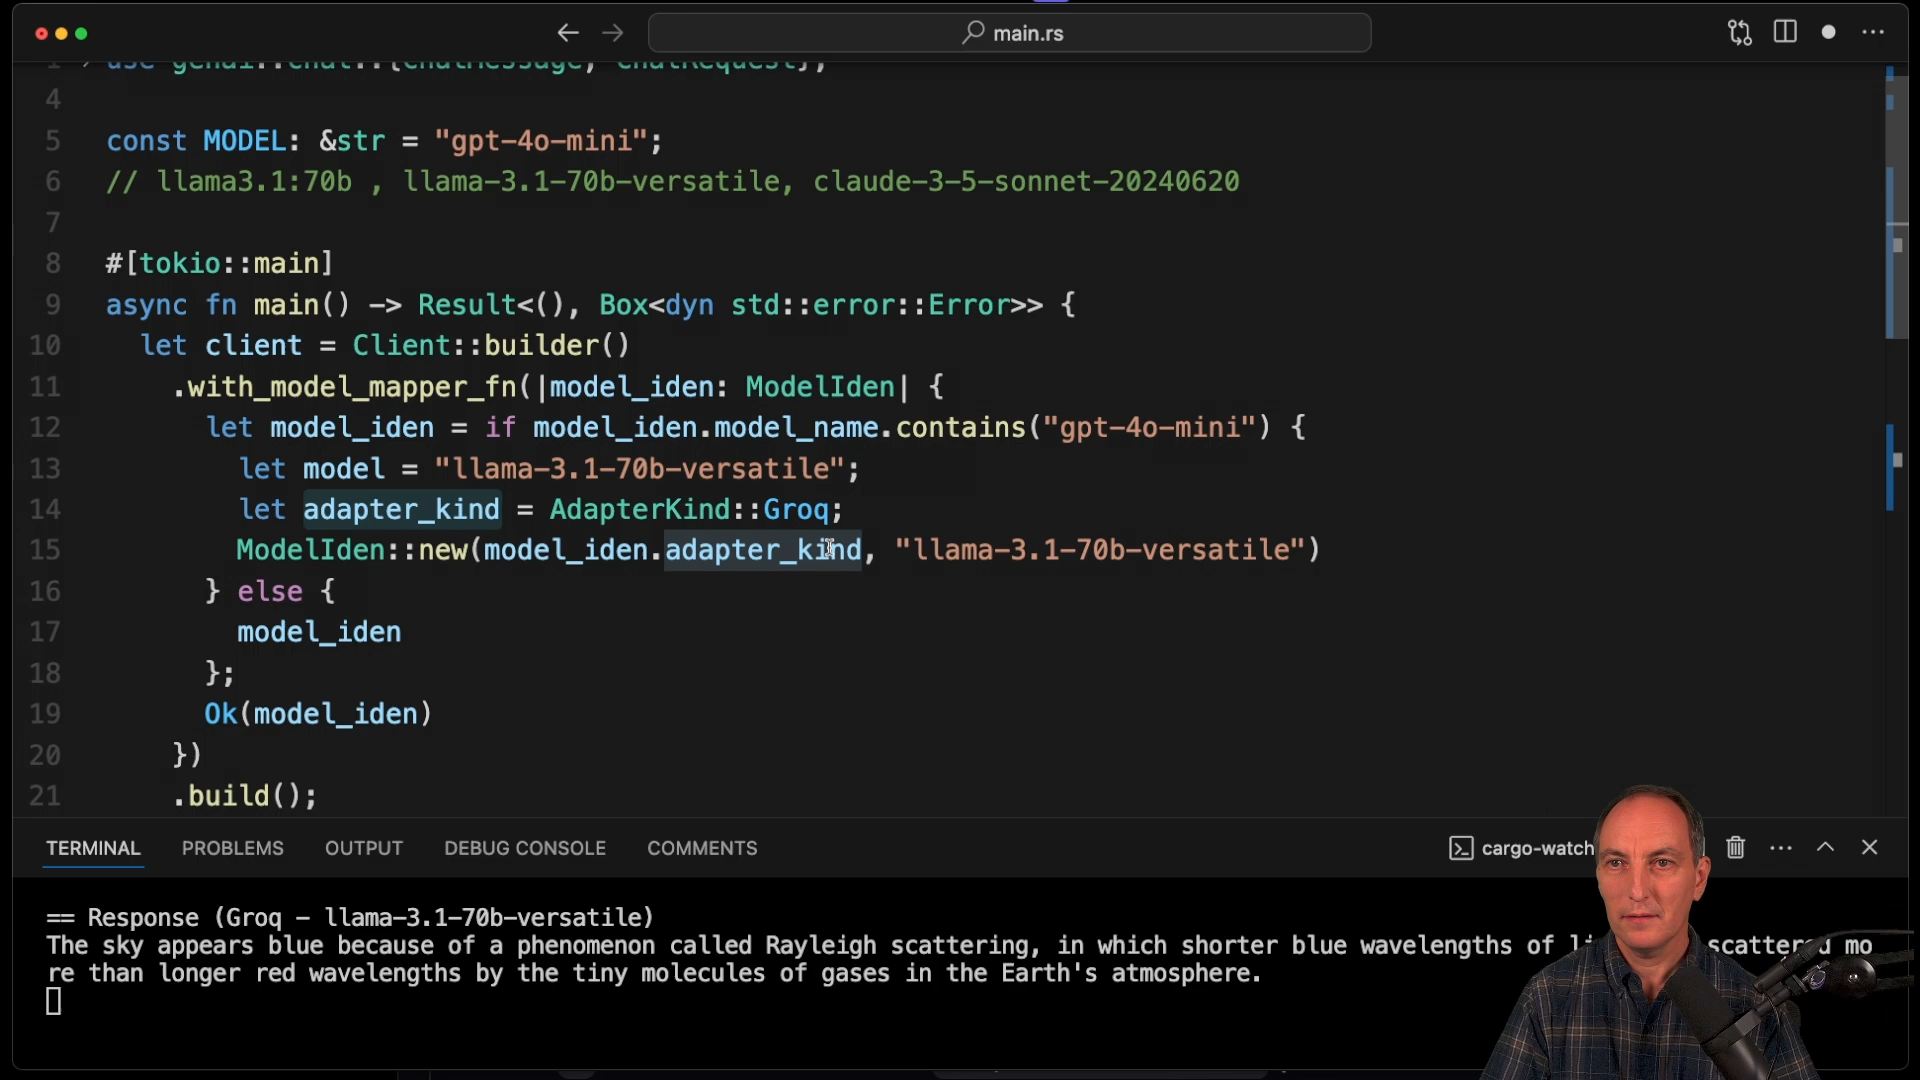 main.rs
use genai::chat::{ChatMessage, ChatRequest};
4
5 const MODEL: &str = "gpt-4o-mini";
6 // llama3.1:70b , llama-3.1-70b-versatile, claude-3-5-sonnet-20240620
7
8 #[tokio::main]
9 async fn main() -> Result<(), Box<dyn std::error::Error>> {
10 let client = Client::builder()
11 .with_model_mapper_fn(|model_iden: ModelIden| {
12 let model_iden = if model_iden.model_name.contains("gpt-4o-mini") {
13 let model = "llama-3.1-70b-versatile";
14 let adapter_kind = AdapterKind::Groq;
15 ModelIden::new(model_iden.adapter_kind, "llama-3.1-70b-versatile")
16 } else {
17 model_iden
18 };
19 Ok(model_iden)
20 })
21 .build();
TERMINAL PROBLEMS OUTPUT DEBUG CONSOLE COMMENTS cargo-watch
== Response (Groq - llama-3.1-70b-versatile)
The sky appears blue because of a phenomenon called Rayleigh scattering, in which shorter blue wavelengths of scattered mo
re than longer red wavelengths by the tiny molecules of gases in the Earth's atmosphere.